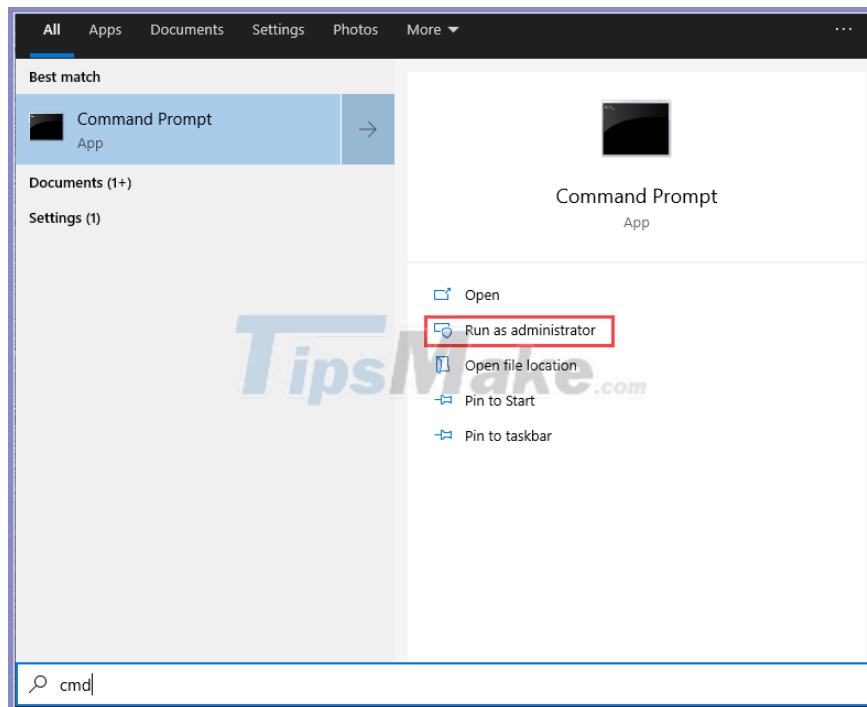 All Apps Documents Settings Photos More ...
Best match
Command Prompt
App
Documents (1+)
Settings (1)
Command Prompt
App
Open
Run as administrator
Open file location
Pin to Start
Pin to taskbar
TipsMake.com
cmd